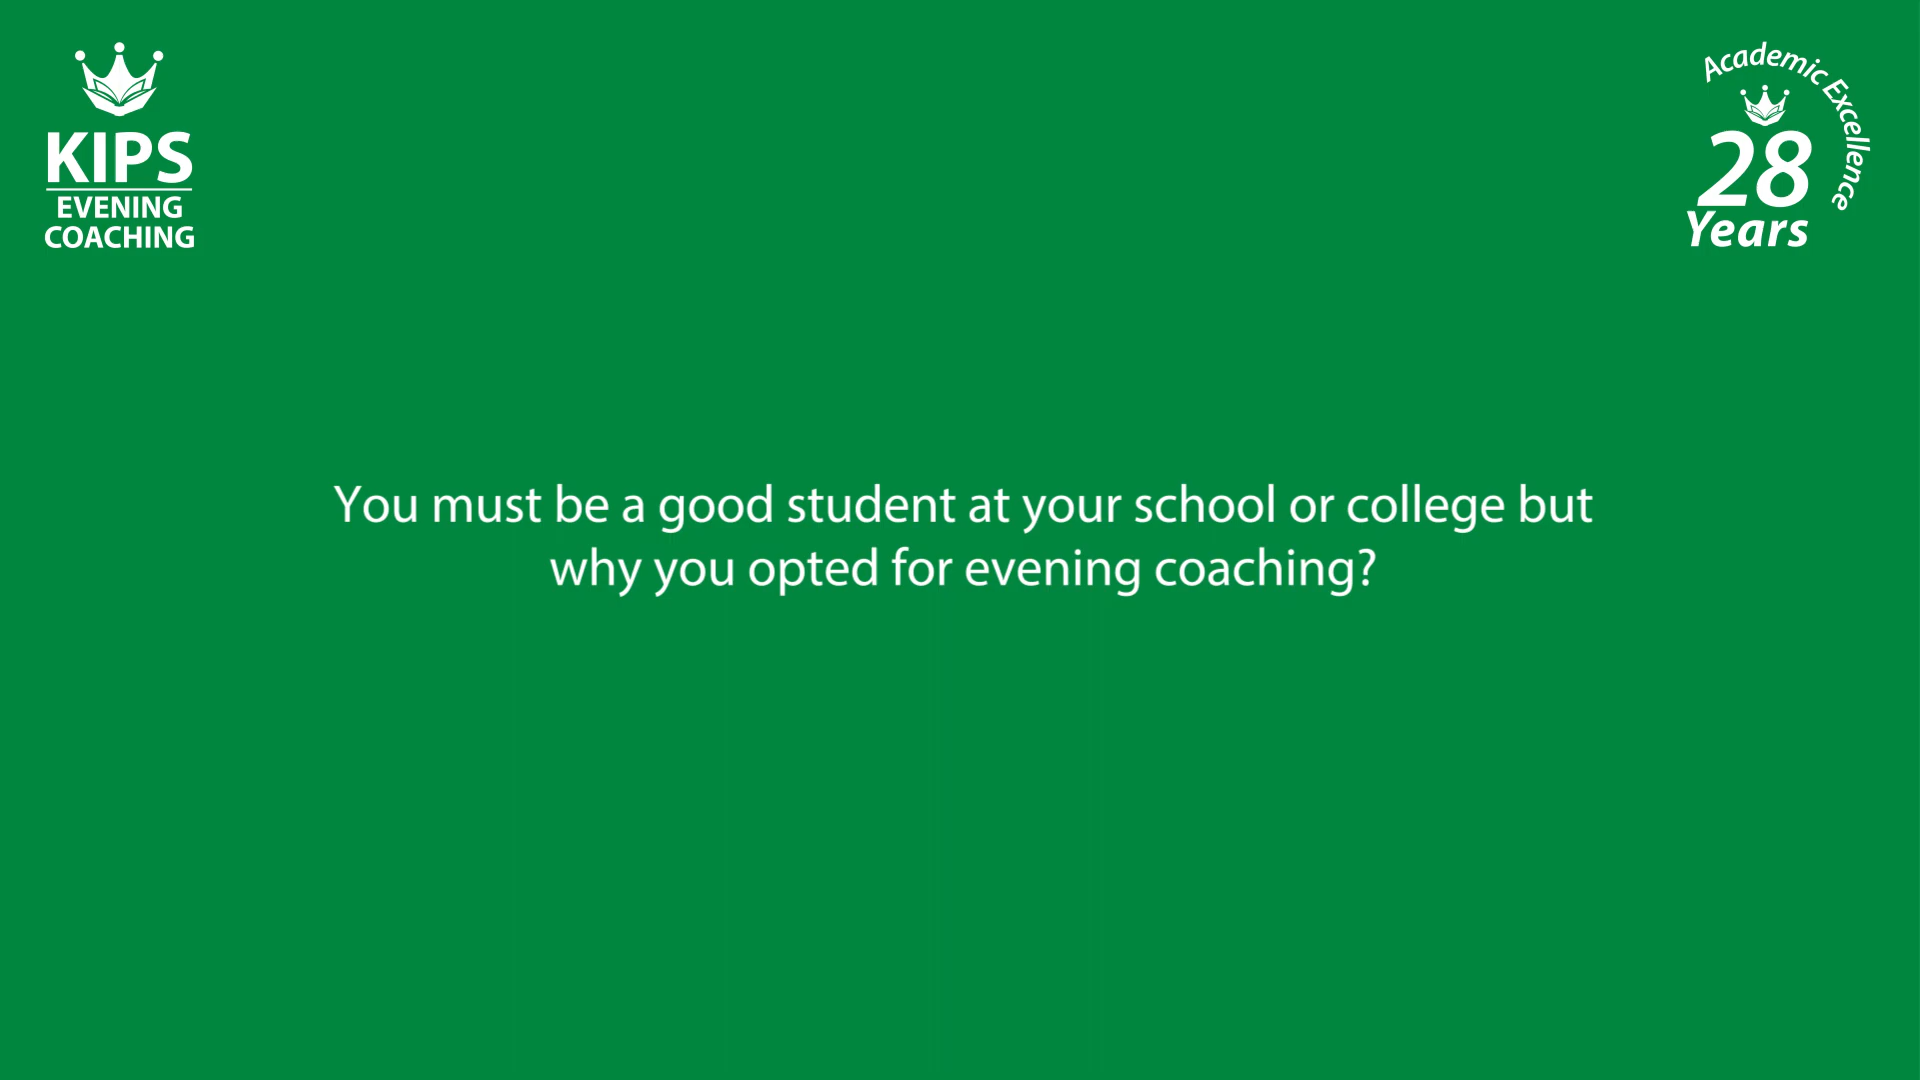 KIPS
EVENING
COACHING
Academic Excellence
28
Years
You must be a good student at your school or college but
why you opted for evening coaching?